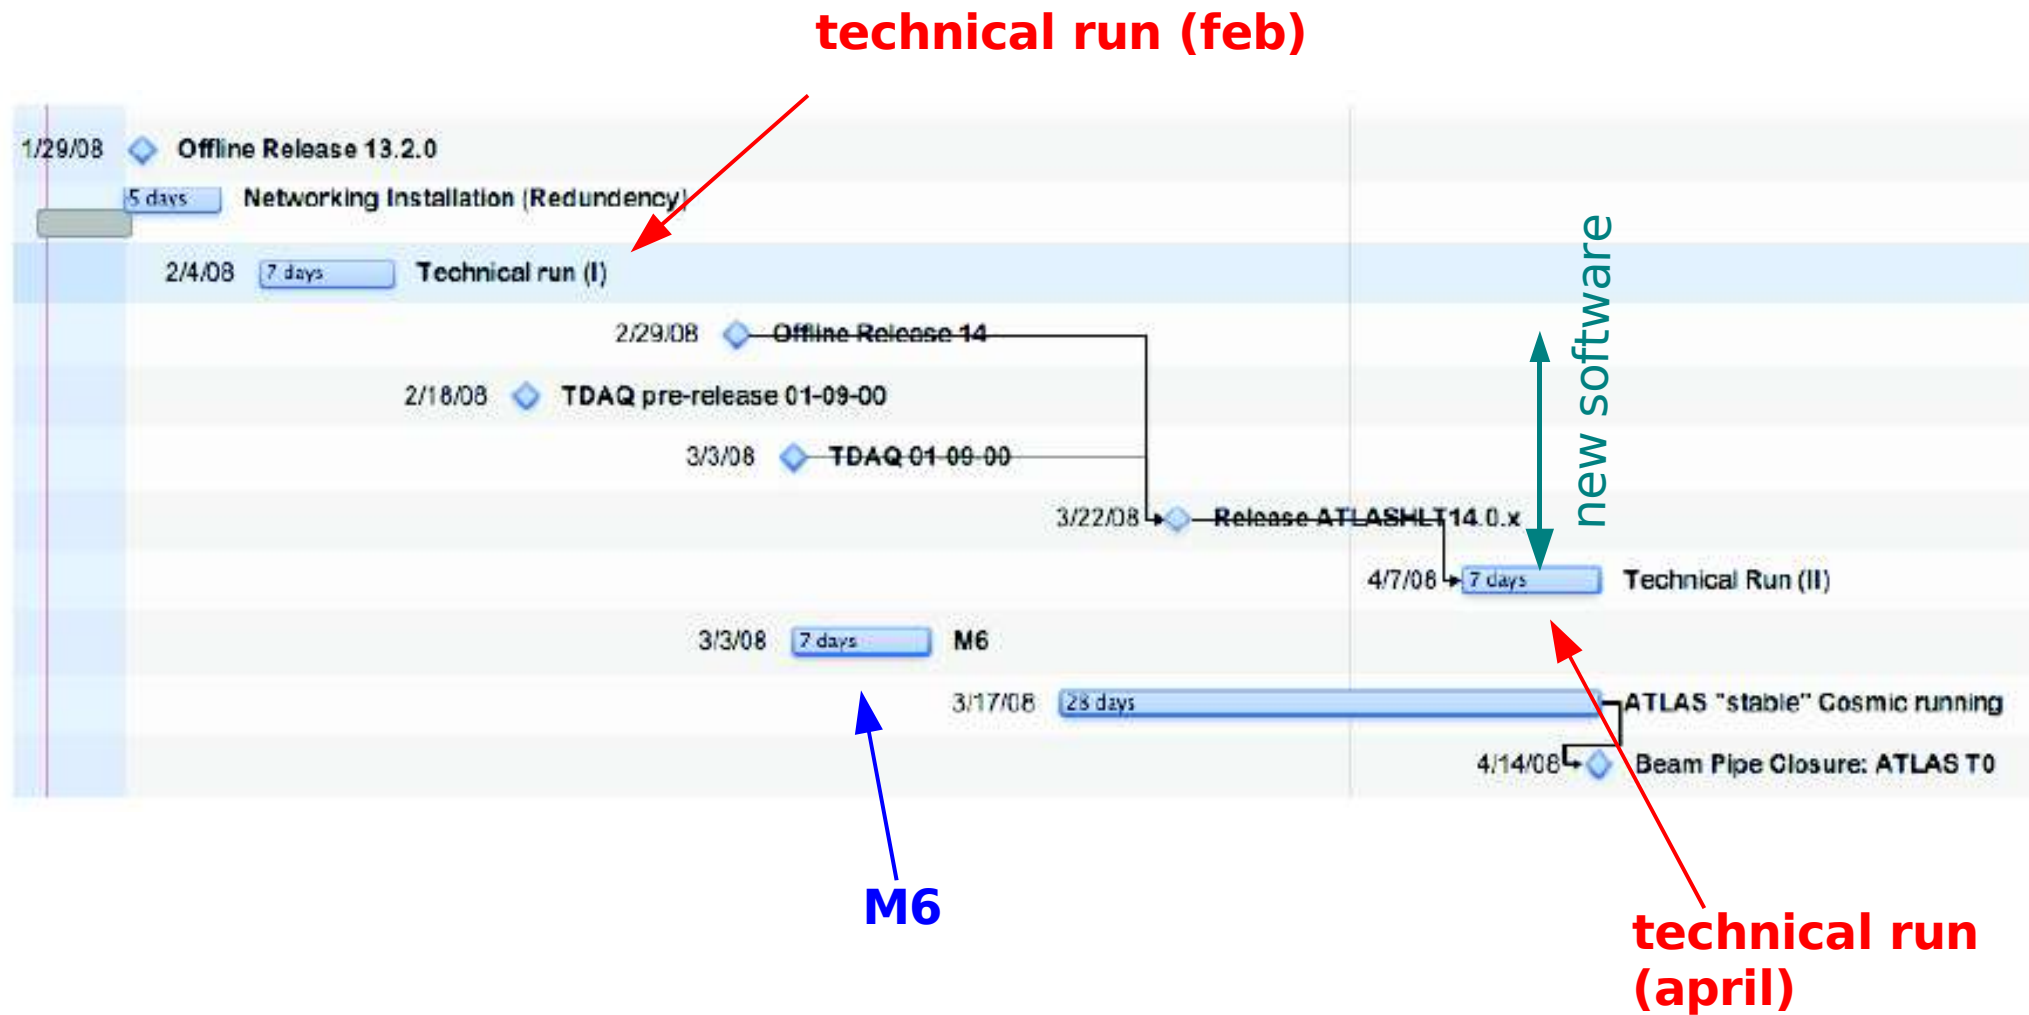 technical run (feb)
1/29/08 Offline Release 13.2.0
5 days Networking Installation (Redundency)
2/4/08 7 days Technical run (I)
2/29/08 Offline Release 14
2/18/08 TDAQ pre-release 01-09-00
3/3/08 TDAQ 01-09-00
3/22/08 Release ATLASHLT14.0.x
new software
4/7/08 7 days Technical Run (II)
3/3/08 7 days M6
3/17/08 28 days ATLAS "stable" Cosmic running
4/14/08 Beam Pipe Closure: ATLAS T0
M6
technical run
(april)